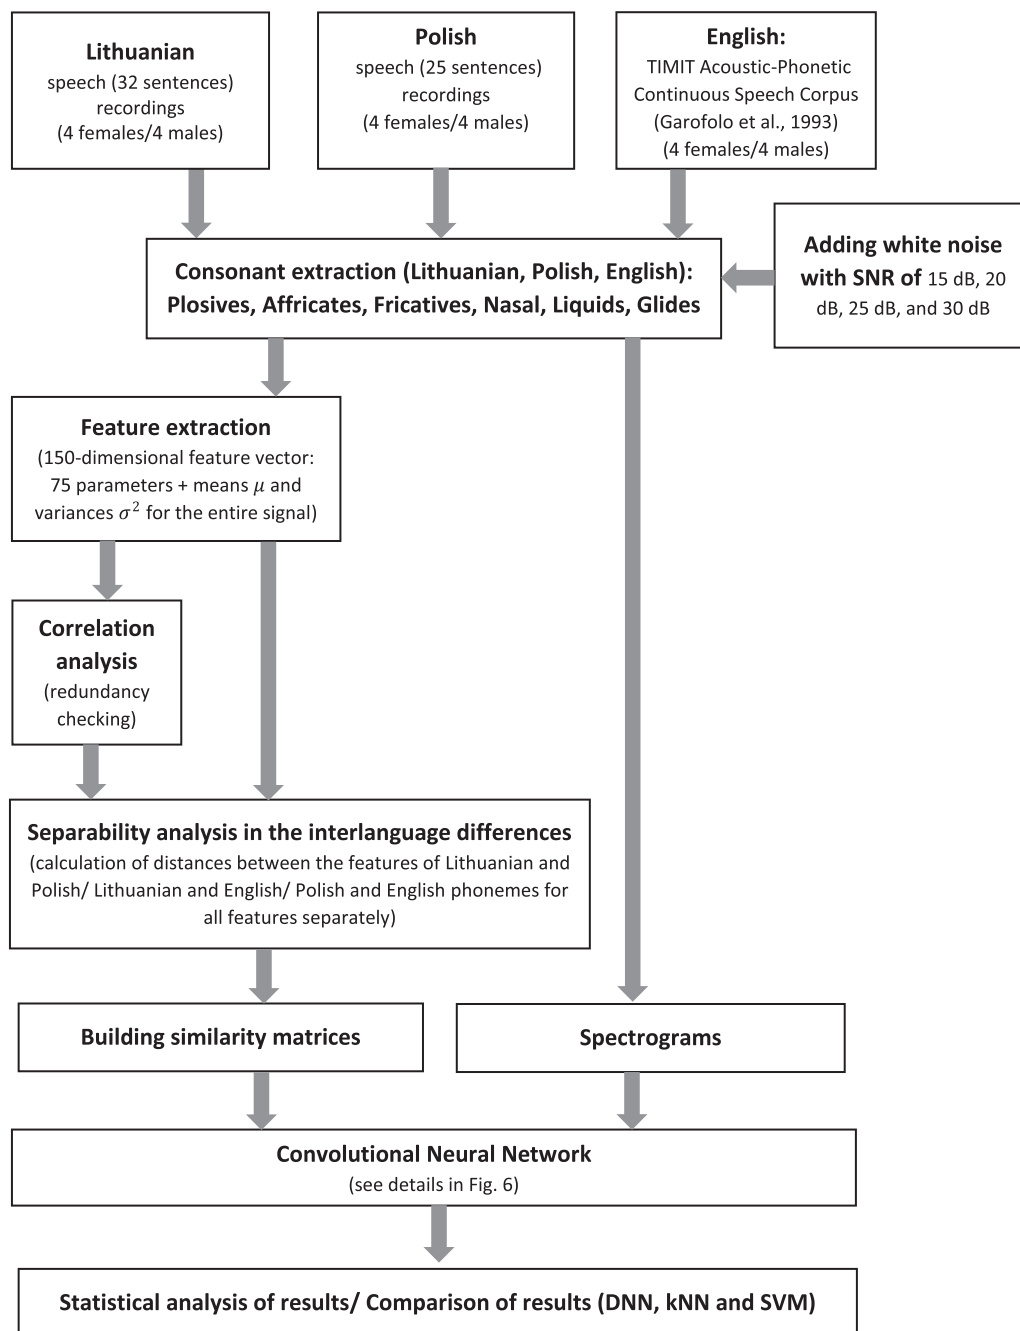 Lithuanian
speech (32 sentences)
recordings
(4 females/4 males)
Polish
speech (25 sentences)
recordings
(4 females/4 males)
English:
TIMIT Acoustic-Phonetic
Continuous Speech Corpus
(Garofolo et al., 1993)
(4 females/4 males)
Adding white noise
with SNR of 15 dB, 20
dB, 25 dB, and 30 dB
Consonant extraction (Lithuanian, Polish, English):
Plosives, Affricates, Fricatives, Nasal, Liquids, Glides
Feature extraction
(150-dimensional feature vector:
75 parameters + means μ and
variances σ² for the entire signal)
Correlation
analysis
(redundancy
checking)
Separability analysis in the interlanguage differences
(calculation of distances between the features of Lithuanian and
Polish/ Lithuanian and English/ Polish and English phonemes for
all features separately)
Building similarity matrices
Spectrograms
Convolutional Neural Network
(see details in Fig. 6)
Statistical analysis of results/ Comparison of results (DNN, kNN and SVM)